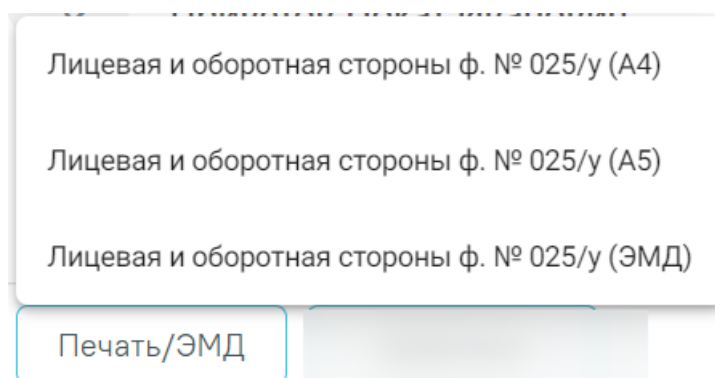 Лицевая и оборотная стороны ф. № 025/у (А4)
Лицевая и оборотная стороны ф. № 025/у (А5)
Лицевая и оборотная стороны ф. № 025/у (ЭМД)
Печать/ЭМД